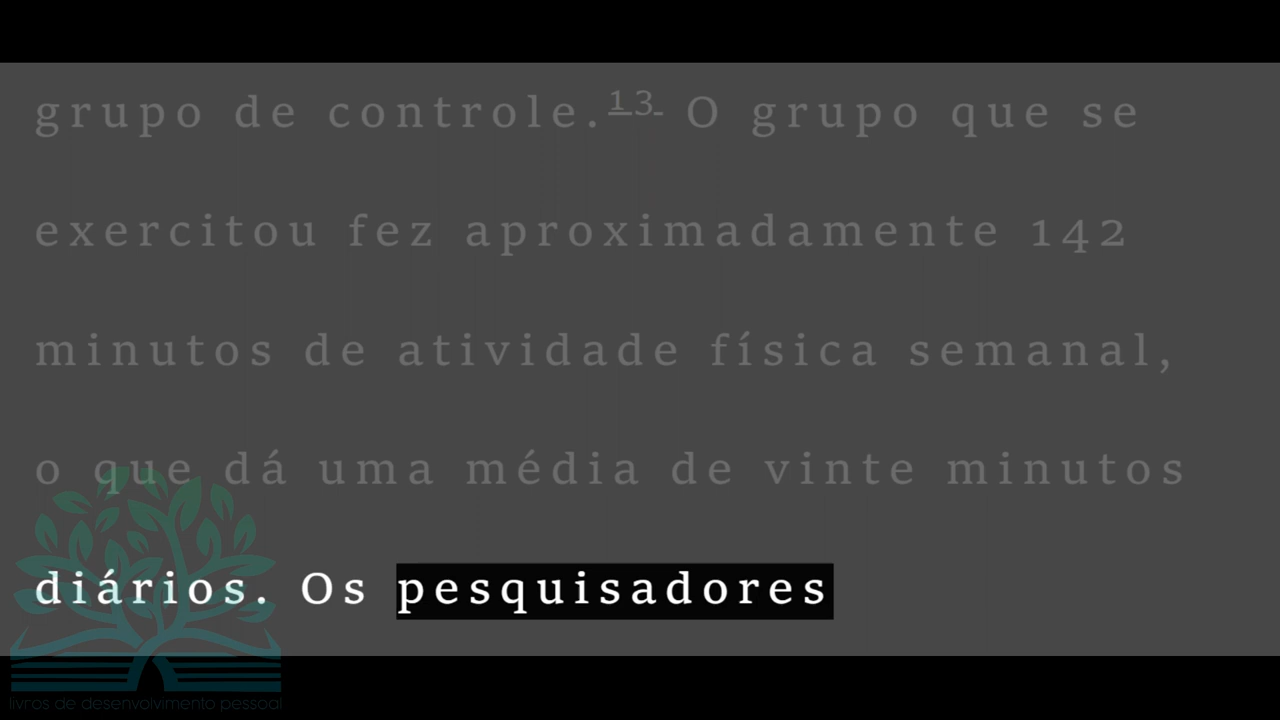 grupo de controle.13 O grupo que se
exercitou fez aproximadamente 142
minutos de atividade física semanal,
o que dá uma média de vinte minutos
diários. Os pesquisadores
livros de desenvolvimento pessoal